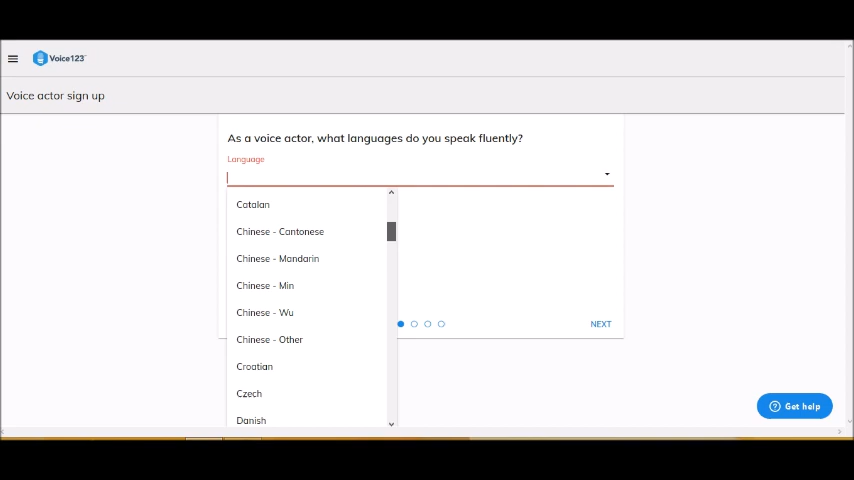 Voice123™
Voice actor sign up
As a voice actor, what languages do you speak fluently?
Language
Catalan
Chinese - Cantonese
Chinese - Mandarin
Chinese - Min
Chinese - Wu
Chinese - Other
Croatian
Czech
Danish
NEXT
Get help